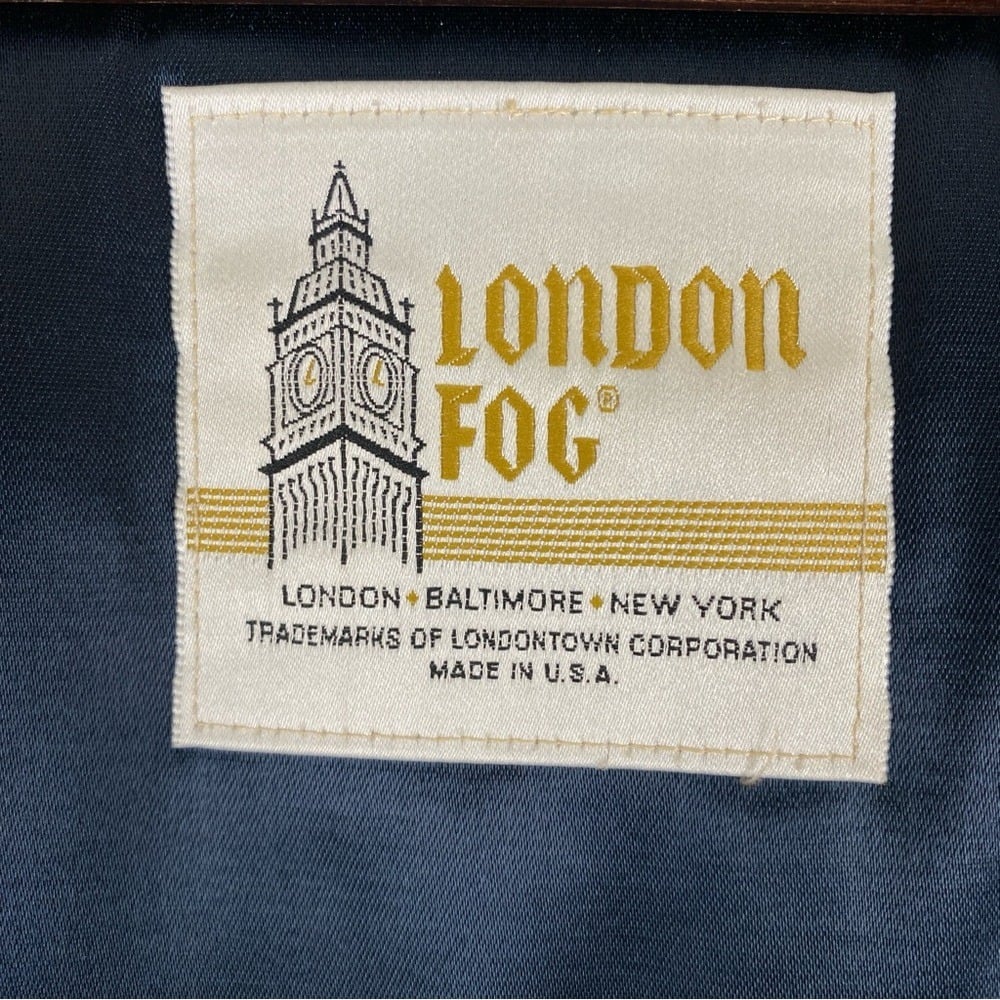 LONDON
FOG®
LONDON • BALTIMORE • NEW YORK
TRADEMARKS OF LONDONTOWN CORPORATION
MADE IN U.S.A.